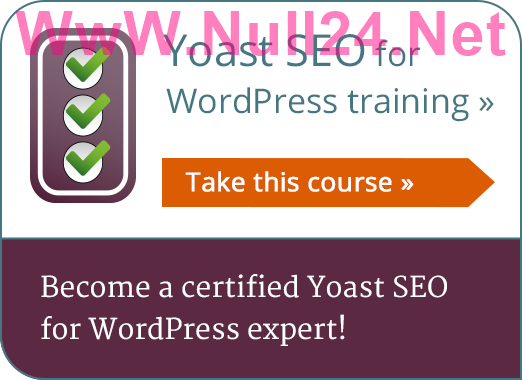 WwW.Null24.Net
Yoast SEO for
WordPress training »
Take this course »
Become a certified Yoast SEO
for WordPress expert!